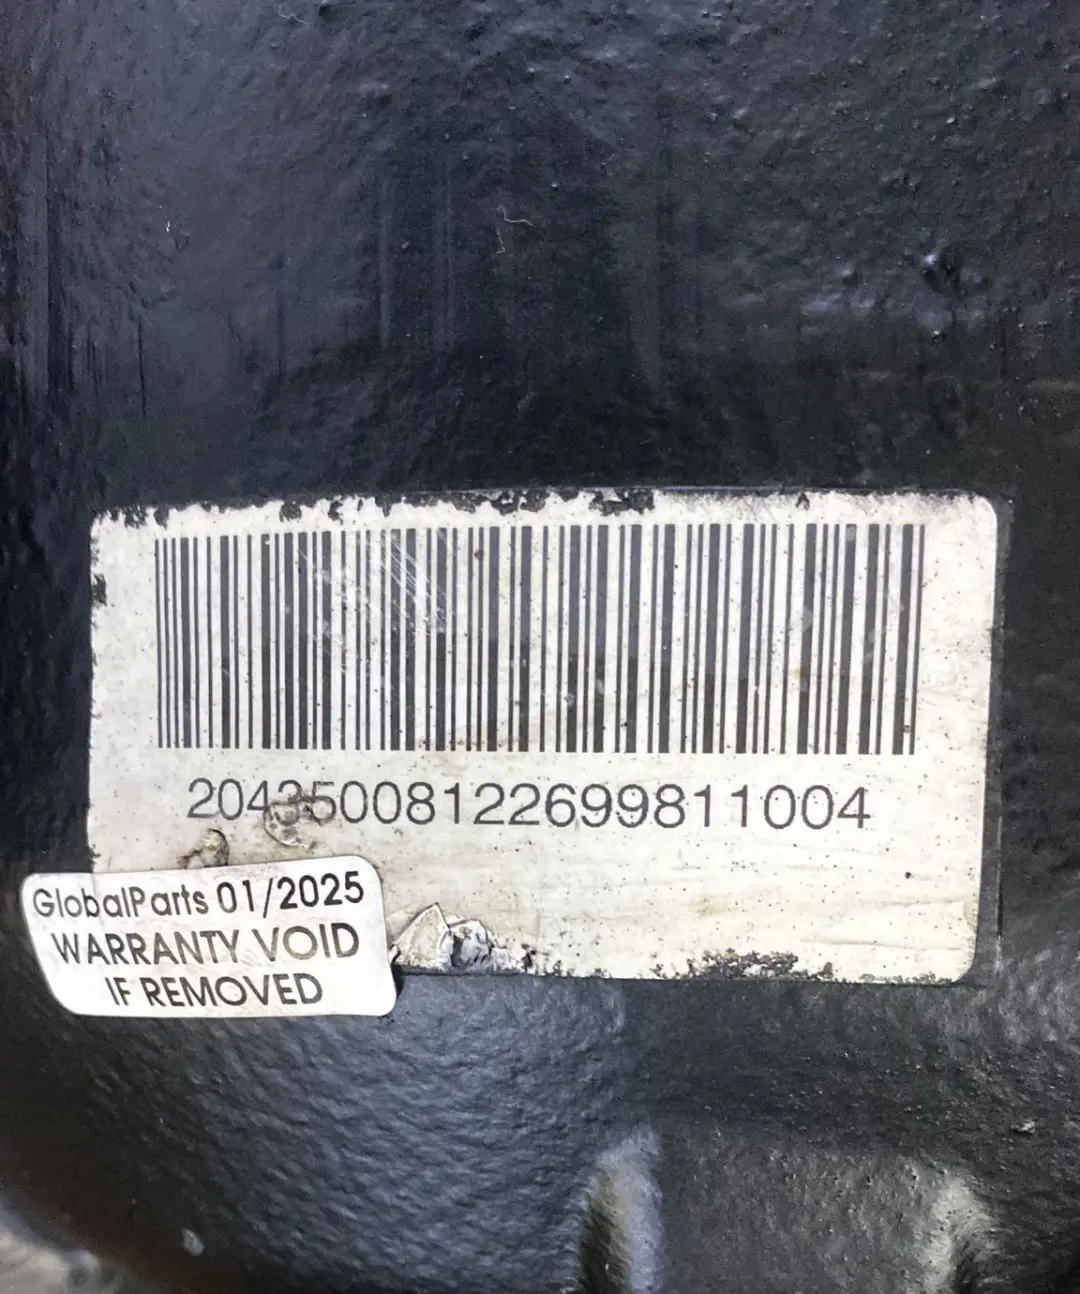 20435008122699811004
GlobalParts 01/2025
WARRANTY VOID
IF REMOVED